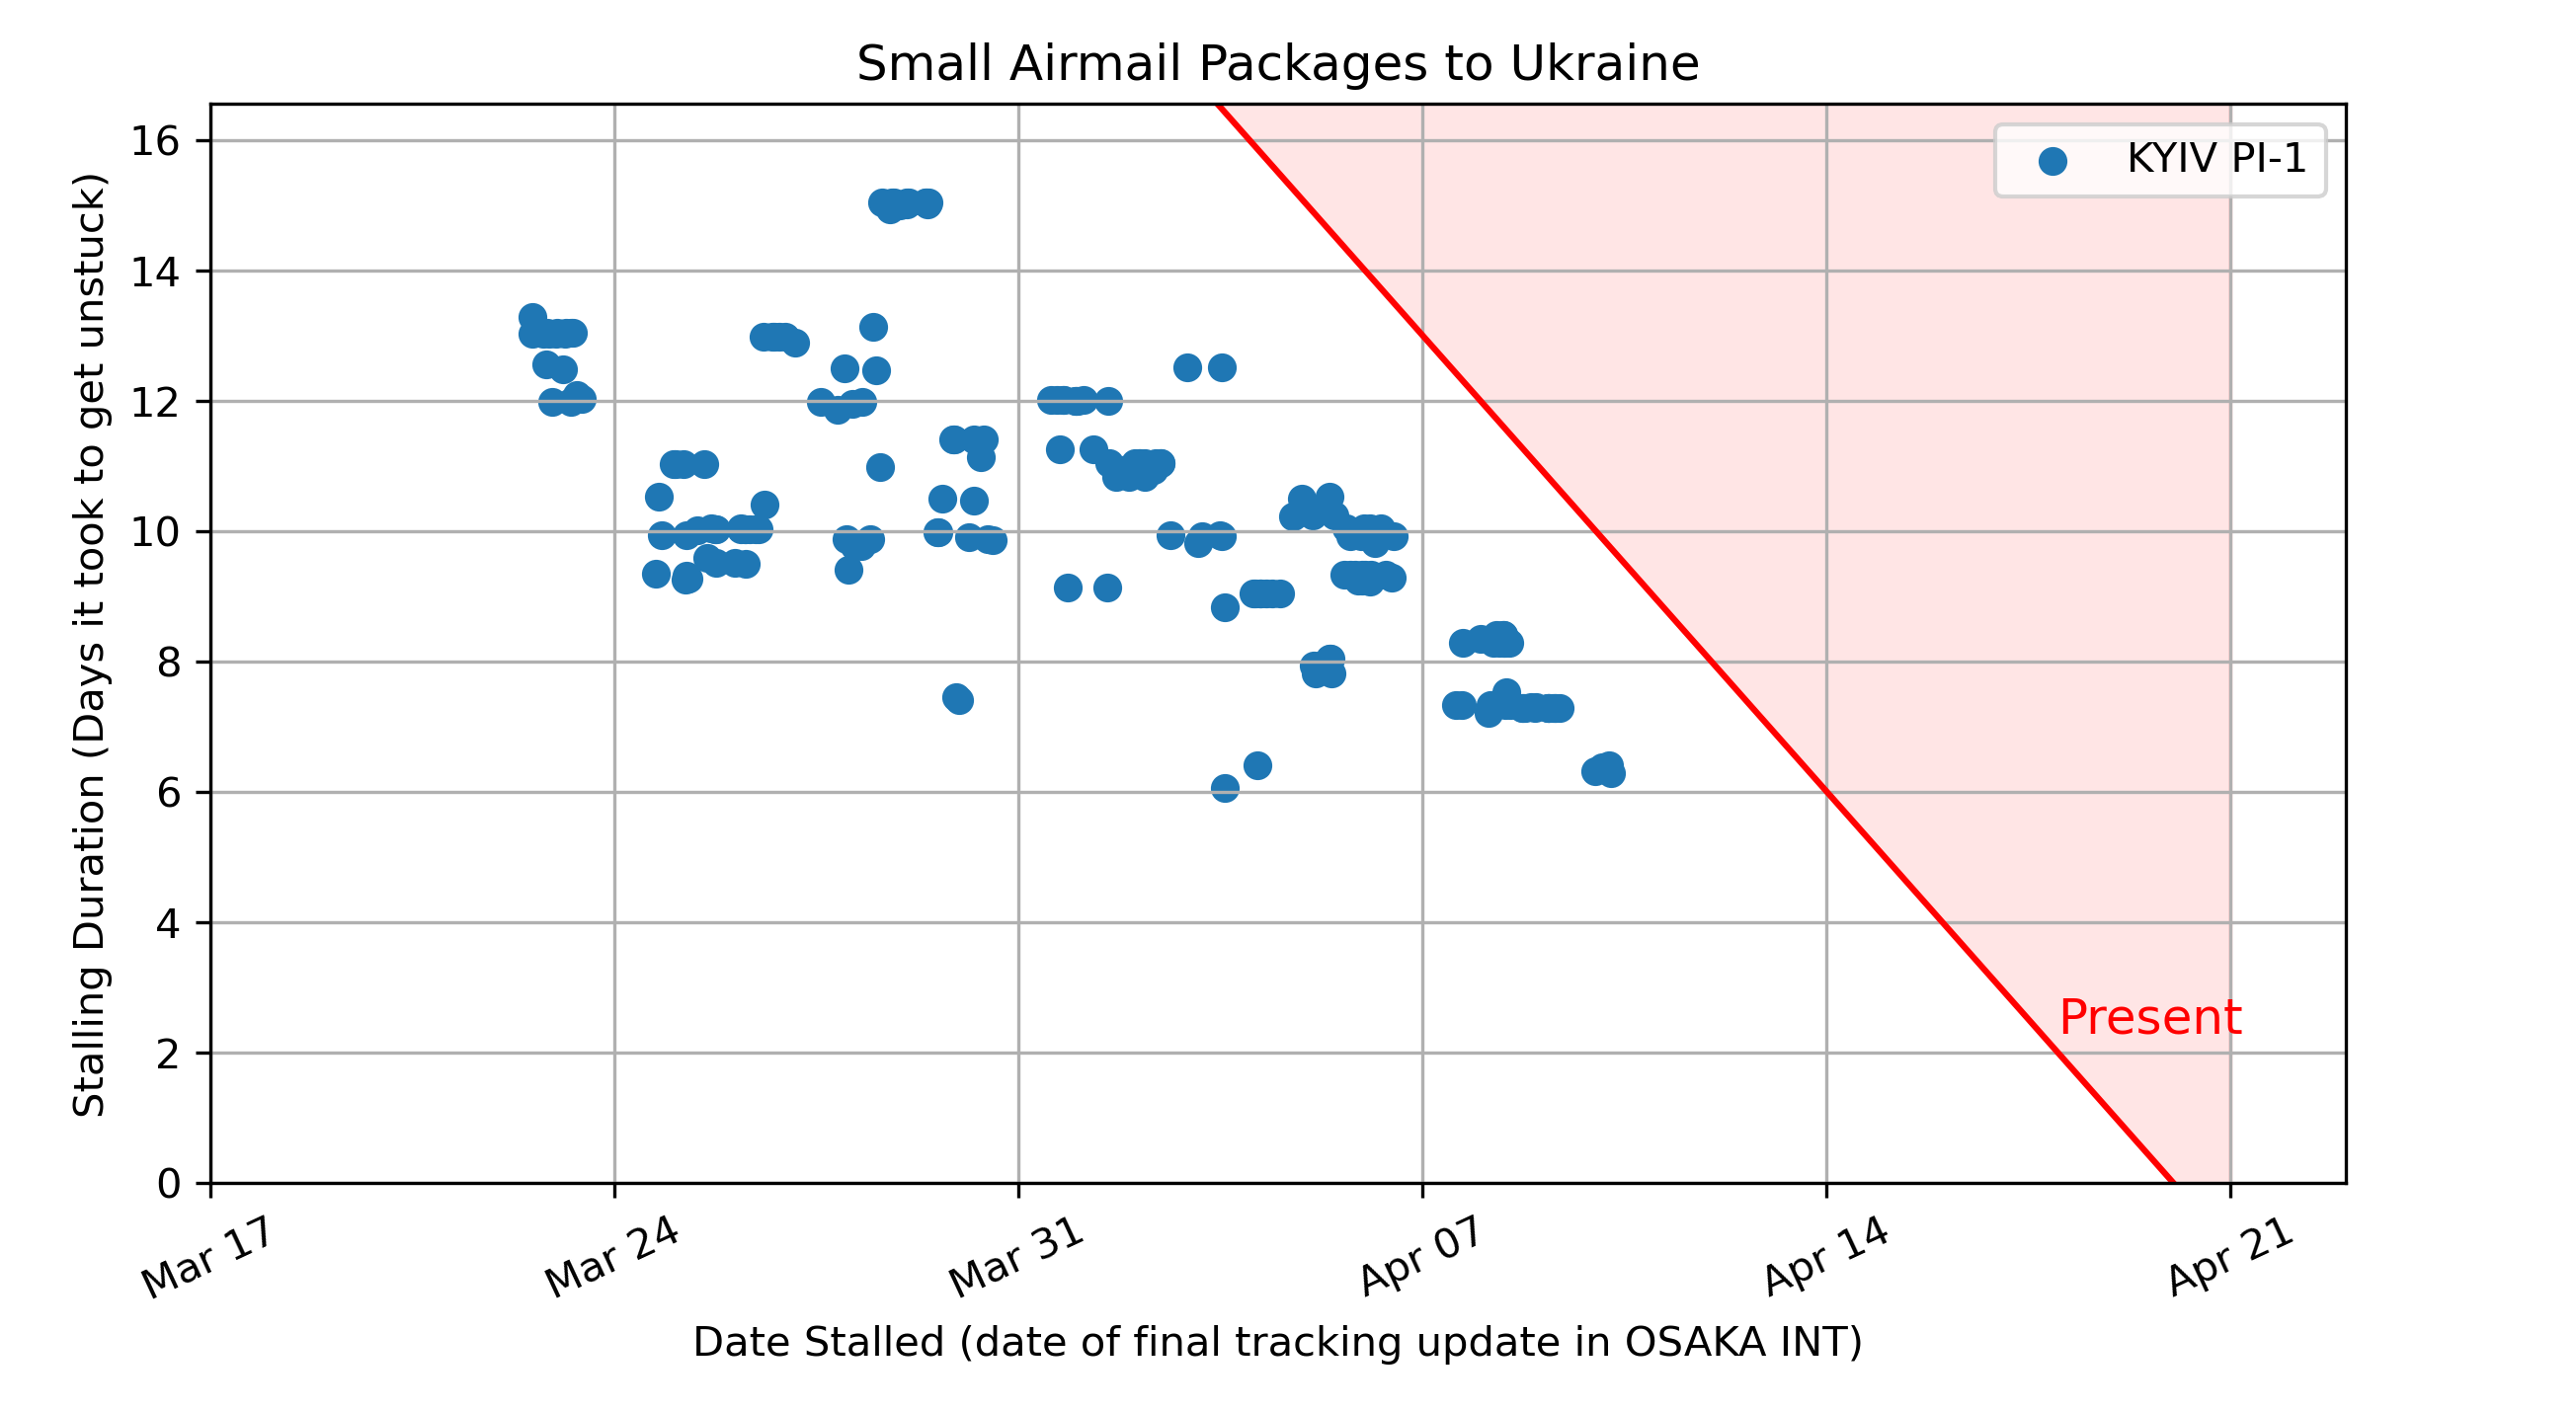 Small Airmail Packages to Ukraine
KYIV PI-1
Stalling Duration (Days it took to get unstuck)
16
14
12
10
8
6
4
2
0
Present
Mar 17
Mar 24
Mar 31
Apr 07
Apr 14
Apr 21
Date Stalled (date of final tracking update in OSAKA INT)